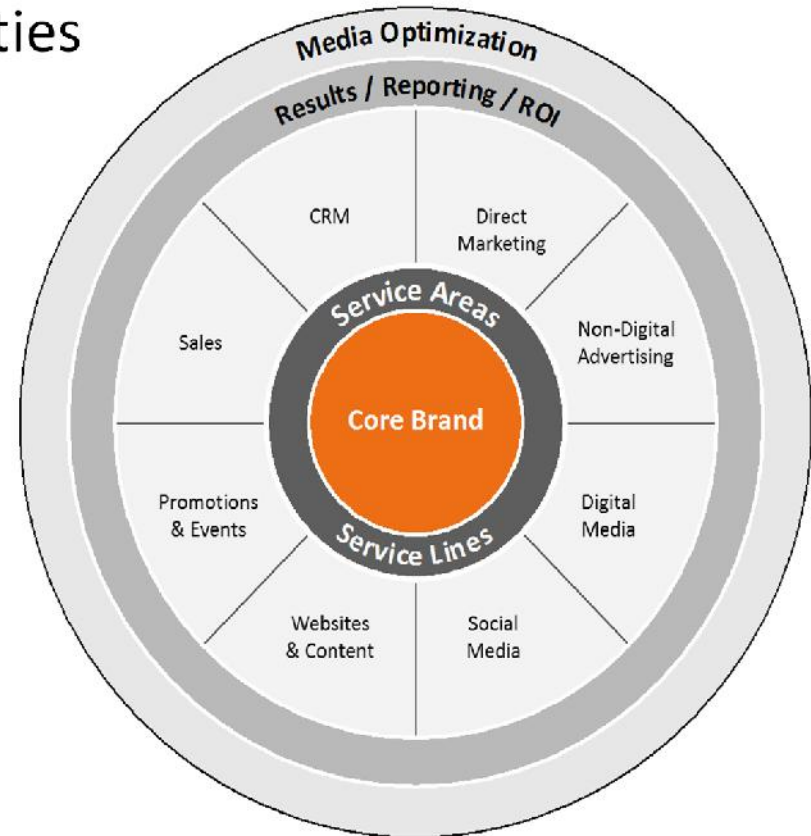 ties
Media Optimization
Results / Reporting / ROI
CRM
Direct
Marketing
Sales
Non-Digital
Advertising
Service Areas
Core Brand
Service Lines
Promotions
& Events
Digital
Media
Websites
& Content
Social
Media